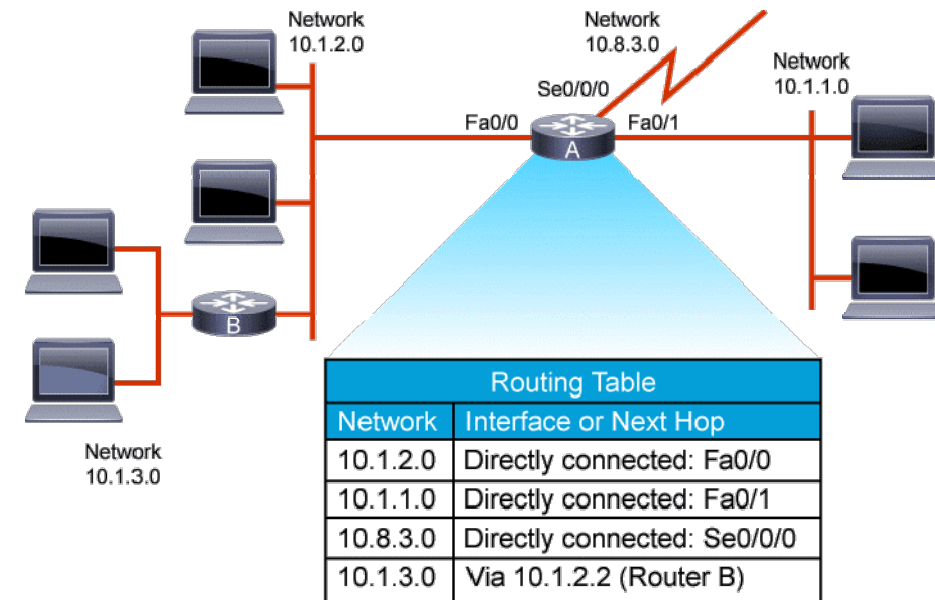 Network
10.1.2.0
Network
10.8.3.0
Network
10.1.1.0
Se0/0/0
Fa0/0
Fa0/1
A
B
Network
10.1.3.0
Routing Table
Network Interface or Next Hop
10.1.2.0 Directly connected: Fa0/0
10.1.1.0 Directly connected: Fa0/1
10.8.3.0 Directly connected: Se0/0/0
10.1.3.0 Via 10.1.2.2 (Router B)